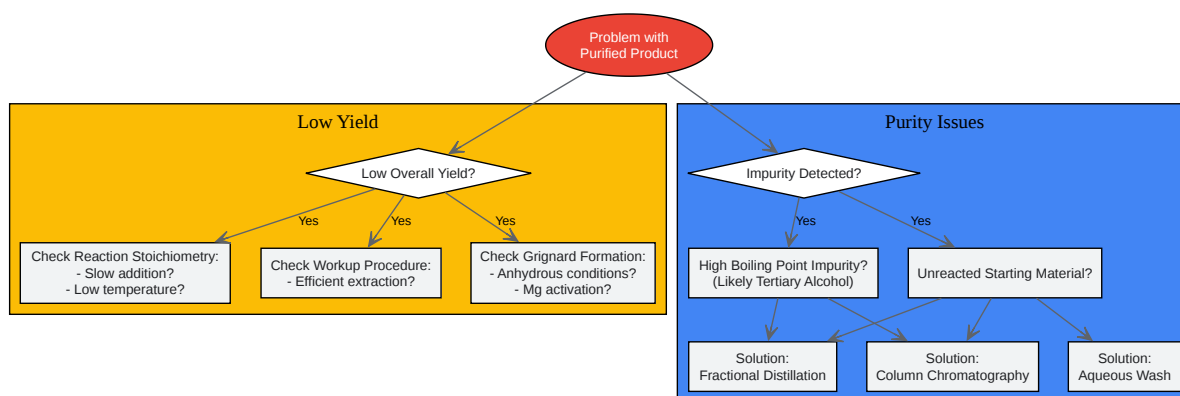 Problem with
Purified Product
Low Yield
Purity Issues
Low Overall Yield?
Impurity Detected?
Yes
Yes
Yes
Yes
Yes
Check Reaction Stoichiometry:
- Slow addition?
- Low temperature?
Check Workup Procedure:
- Efficient extraction?
Check Grignard Formation:
- Anhydrous conditions?
- Mg activation?
High Boiling Point Impurity?
(Likely Tertiary Alcohol)
Unreacted Starting Material?
Solution:
Fractional Distillation
Solution:
Column Chromatography
Solution:
Aqueous Wash